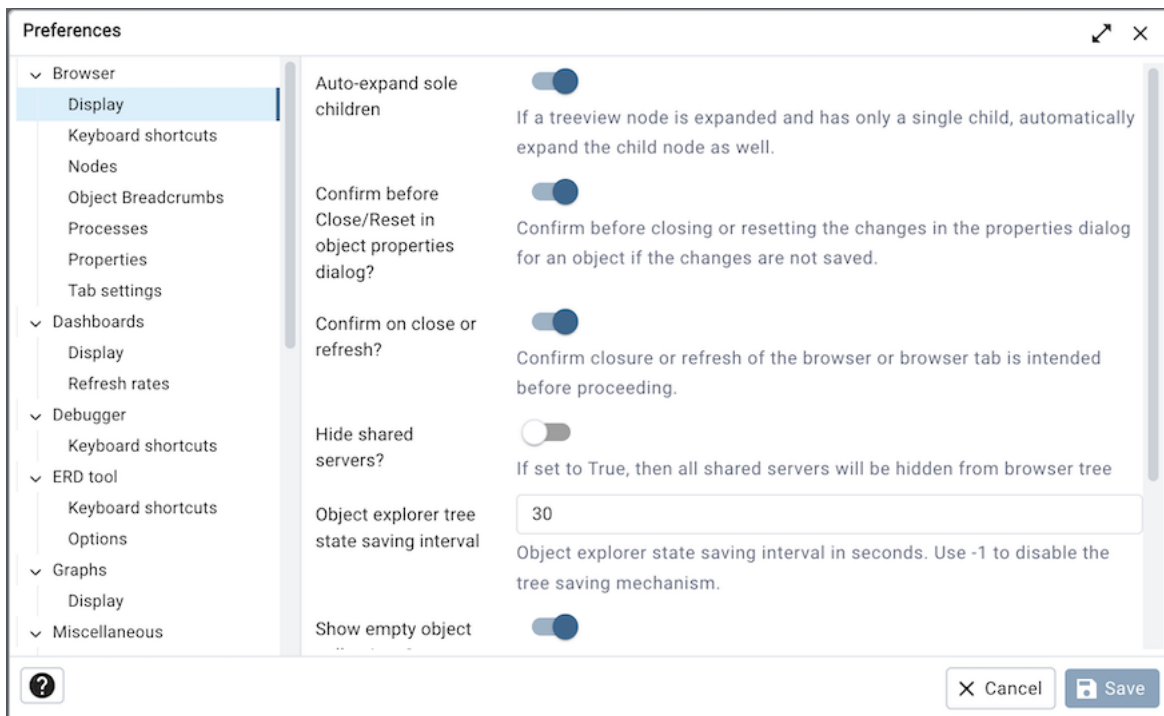 Preferences
Browser
Display
Keyboard shortcuts
Nodes
Object Breadcrumbs
Processes
Properties
Tab settings
Dashboards
Display
Refresh rates
Debugger
Keyboard shortcuts
ERD tool
Keyboard shortcuts
Options
Graphs
Display
Miscellaneous
Auto-expand sole
children
If a treeview node is expanded and has only a single child, automatically
expand the child node as well.
Confirm before
Close/Reset in
object properties
dialog?
Confirm before closing or resetting the changes in the properties dialog
for an object if the changes are not saved.
Confirm on close or
refresh?
Confirm closure or refresh of the browser or browser tab is intended
before proceeding.
Hide shared
servers?
If set to True, then all shared servers will be hidden from browser tree
Object explorer tree
state saving interval
30
Object explorer state saving interval in seconds. Use -1 to disable the
tree saving mechanism.
Show empty object
?
Cancel
Save